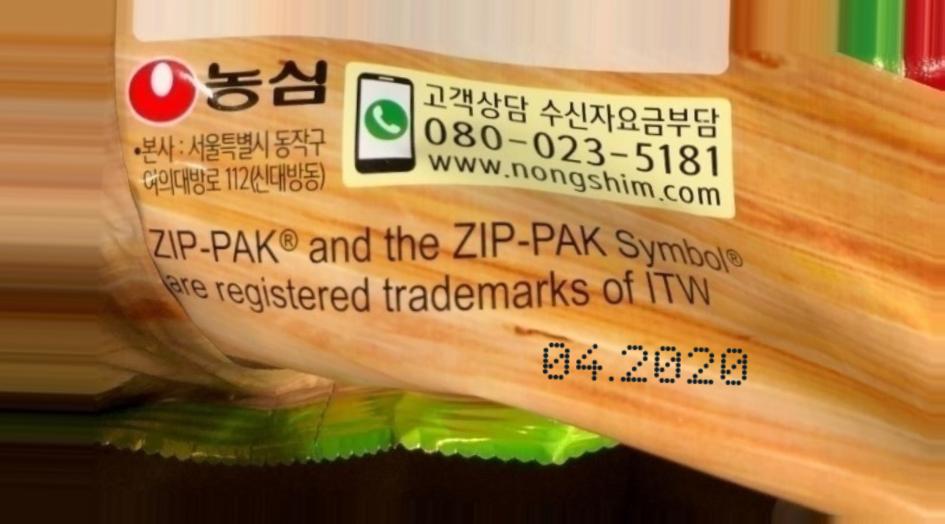 농심
•본사 : 서울특별시 동작구
여의대방로 112(신대방동)
고객상담 수신자요금부담
080-023-5181
www.nongshim.com
ZIP-PAK® and the ZIP-PAK Symbol®
are registered trademarks of ITW
04.2020